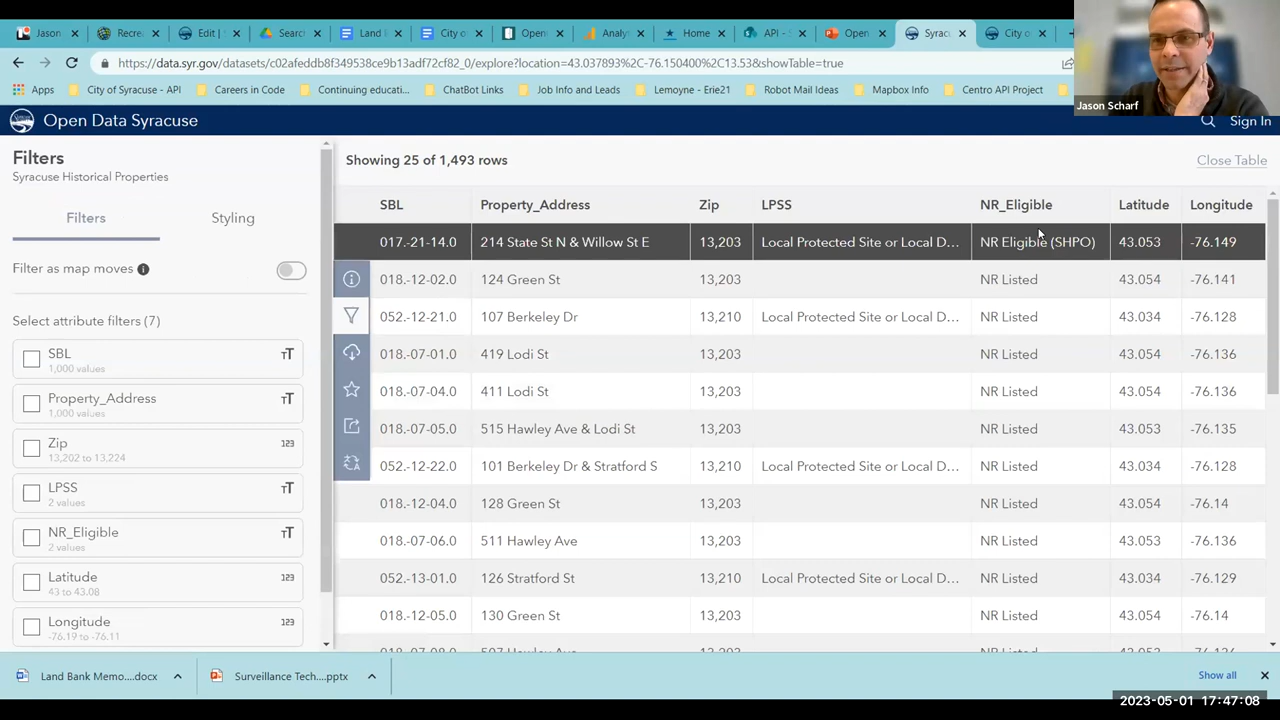 Jason
Recrea
Edit |
Search
Land B
City o
Open
Analy
Home
API - S
Open
Syracu
City o
https://data.syr.gov/datasets/c02afeddb8f349538ce9b13adf72cf82_0/explore?location=43.037893%2C-76.150400%2C13.53&showTable=true
Jason Scharf
Apps
City of Syracuse - API
Careers in Code
Continuing educati...
ChatBot Links
Job Info and Leads
Lemoyne - Erie21
Robot Mail Ideas
Mapbox Info
Centro API Project
Open Data Syracuse
Sign In
Filters
Syracuse Historical Properties
Filters
Styling
Filter as map moves
Select attribute filters (7)
SBL
1,000 values
Property_Address
1,000 values
Zip
13,202 to 13,224
LPSS
2 values
NR_Eligible
2 values
Latitude
43 to 43.08
Longitude
-76.19 to -76.11
Showing 25 of 1,493 rows
Close Table
SBL Property_Address Zip LPSS NR_Eligible Latitude Longitude
017.-21-14.0 214 State St N & Willow St E 13,203 Local Protected Site or Local D... NR Eligible (SHPO) 43.053 -76.149
018.-12-02.0 124 Green St 13,203 NR Listed 43.054 -76.141
052.-12-21.0 107 Berkeley Dr 13,210 Local Protected Site or Local D... NR Listed 43.034 -76.128
018.-07-01.0 419 Lodi St 13,203 NR Listed 43.054 -76.136
018.-07-04.0 411 Lodi St 13,203 NR Listed 43.054 -76.136
018.-07-05.0 515 Hawley Ave & Lodi St 13,203 NR Listed 43.053 -76.135
052.-12-22.0 101 Berkeley Dr & Stratford S 13,210 Local Protected Site or Local D... NR Listed 43.034 -76.128
018.-12-04.0 128 Green St 13,203 NR Listed 43.054 -76.14
018.-07-06.0 511 Hawley Ave 13,203 NR Listed 43.053 -76.136
052.-13-01.0 126 Stratford St 13,210 Local Protected Site or Local D... NR Listed 43.034 -76.129
018.-12-05.0 130 Green St 13,203 NR Listed 43.054 -76.14
Land Bank Memo....docx
Surveillance Tech....pptx
Show all
2023-05-01 17:47:08